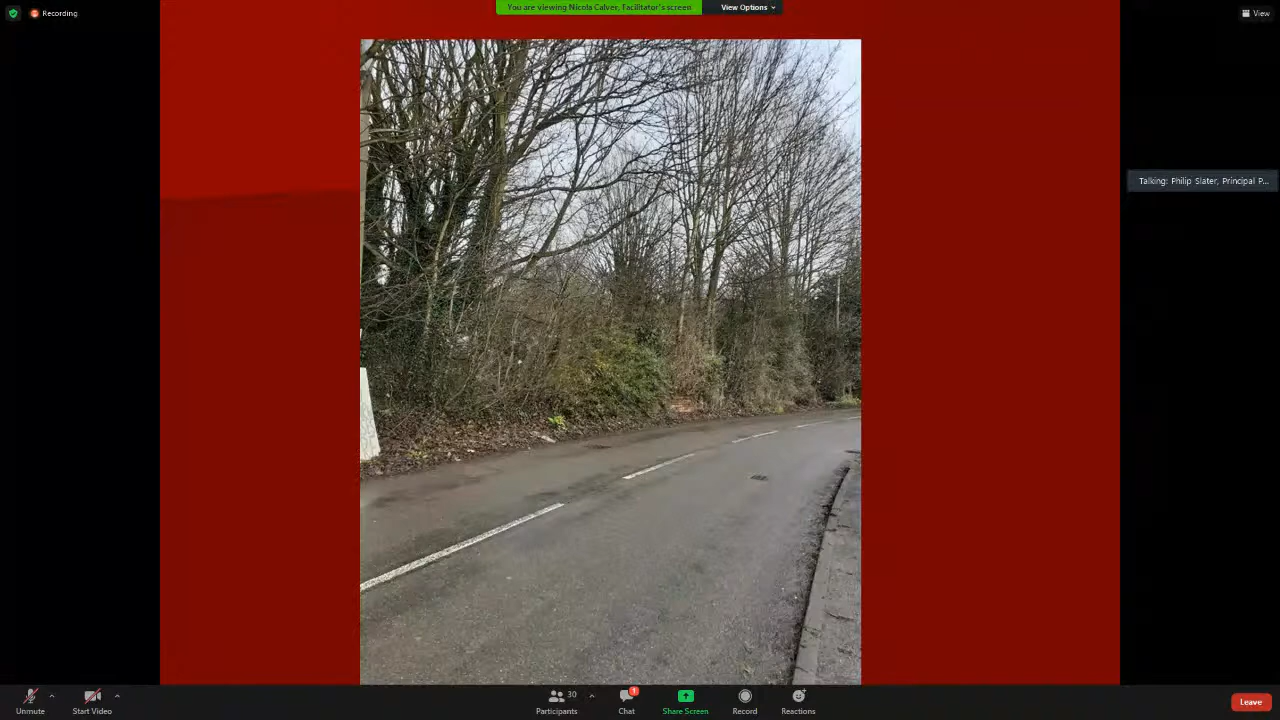 Recording
You are viewing Nicola Calver, Facilitator's screen
View Options
View
Talking: Philip Slater, Principal P...
Unmute
Start Video
30
Participants
1
Chat
Share Screen
Record
Reactions
Leave